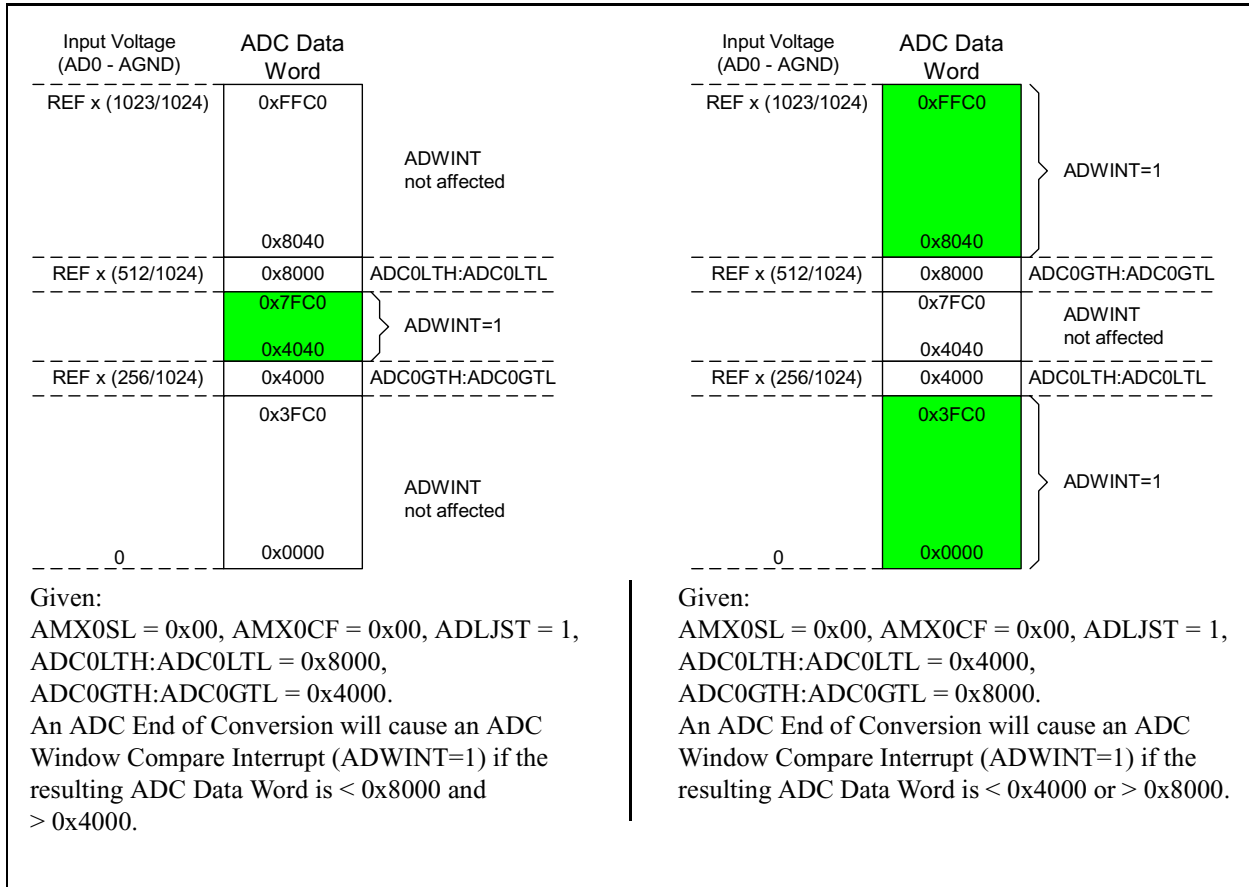 Input Voltage
(AD0 - AGND)
ADC Data
Word
REF x (1023/1024)
0xFFC0
ADWINT
not affected
0x8040
REF x (512/1024)
0x8000
ADC0LTH:ADC0LTL
0x7FC0
ADWINT=1
0x4040
REF x (256/1024)
0x4000
ADC0GTH:ADC0GTL
0x3FC0
ADWINT
not affected
0
0x0000
Given:
AMX0SL = 0x00, AMX0CF = 0x00, ADLJST = 1,
ADC0LTH:ADC0LTL = 0x8000,
ADC0GTH:ADC0GTL = 0x4000.
An ADC End of Conversion will cause an ADC
Window Compare Interrupt (ADWINT=1) if the
resulting ADC Data Word is < 0x8000 and
> 0x4000.
Input Voltage
(AD0 - AGND)
ADC Data
Word
REF x (1023/1024)
0xFFC0
ADWINT=1
0x8040
REF x (512/1024)
0x8000
ADC0GTH:ADC0GTL
0x7FC0
ADWINT
not affected
0x4040
REF x (256/1024)
0x4000
ADC0LTH:ADC0LTL
0x3FC0
ADWINT=1
0
0x0000
Given:
AMX0SL = 0x00, AMX0CF = 0x00, ADLJST = 1,
ADC0LTH:ADC0LTL = 0x4000,
ADC0GTH:ADC0GTL = 0x8000.
An ADC End of Conversion will cause an ADC
Window Compare Interrupt (ADWINT=1) if the
resulting ADC Data Word is < 0x4000 or > 0x8000.